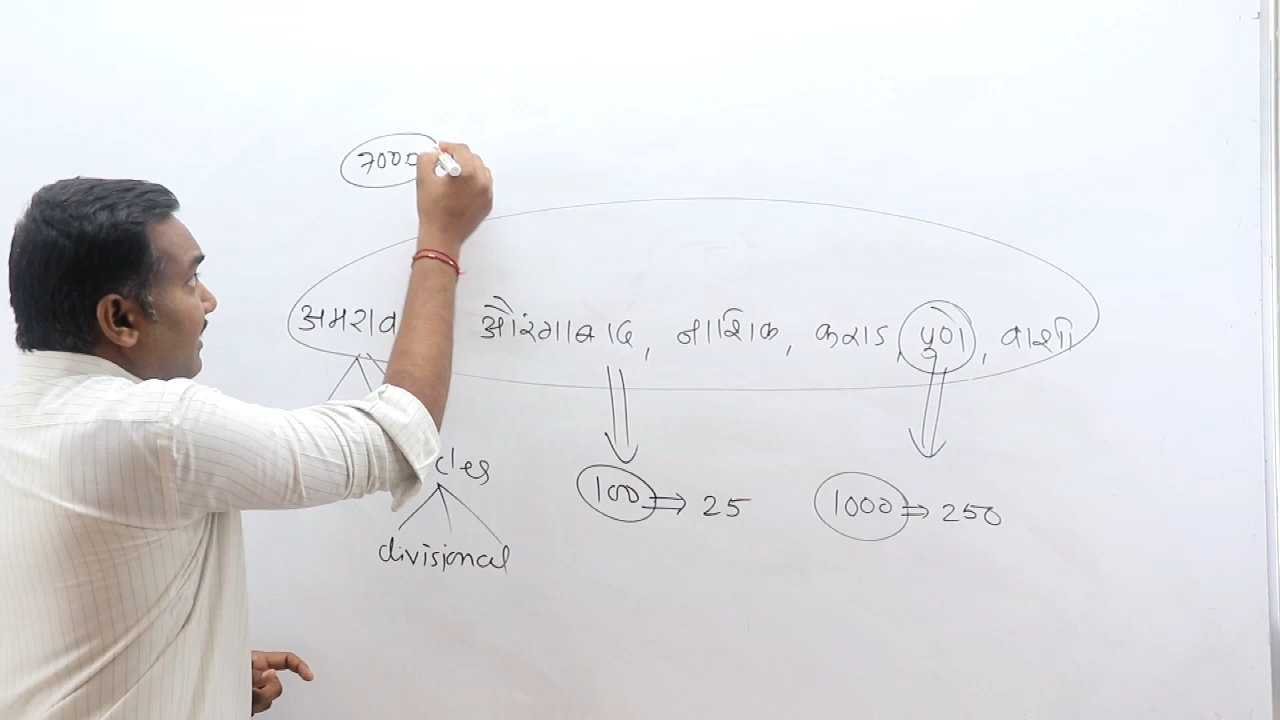 7000
अमराव औरंगाबाद, नाशिक, कराड, पुणे, वाशी
cles
100 ⇒ 25 1000 ⇒ 250
divisional